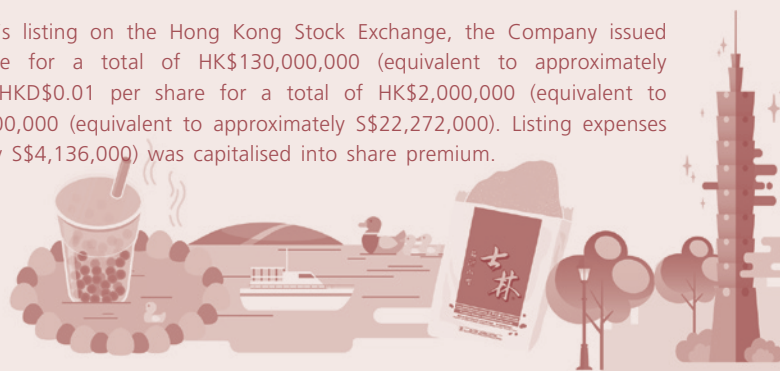 s listing on the Hong Kong Stock Exchange, the Company issued
e for a total of HK$130,000,000 (equivalent to approximately
HKD$0.01 per share for a total of HK$2,000,000 (equivalent to
00,000 (equivalent to approximately S$22,272,000). Listing expenses
S$4,136,000) was capitalised into share premium.
士林